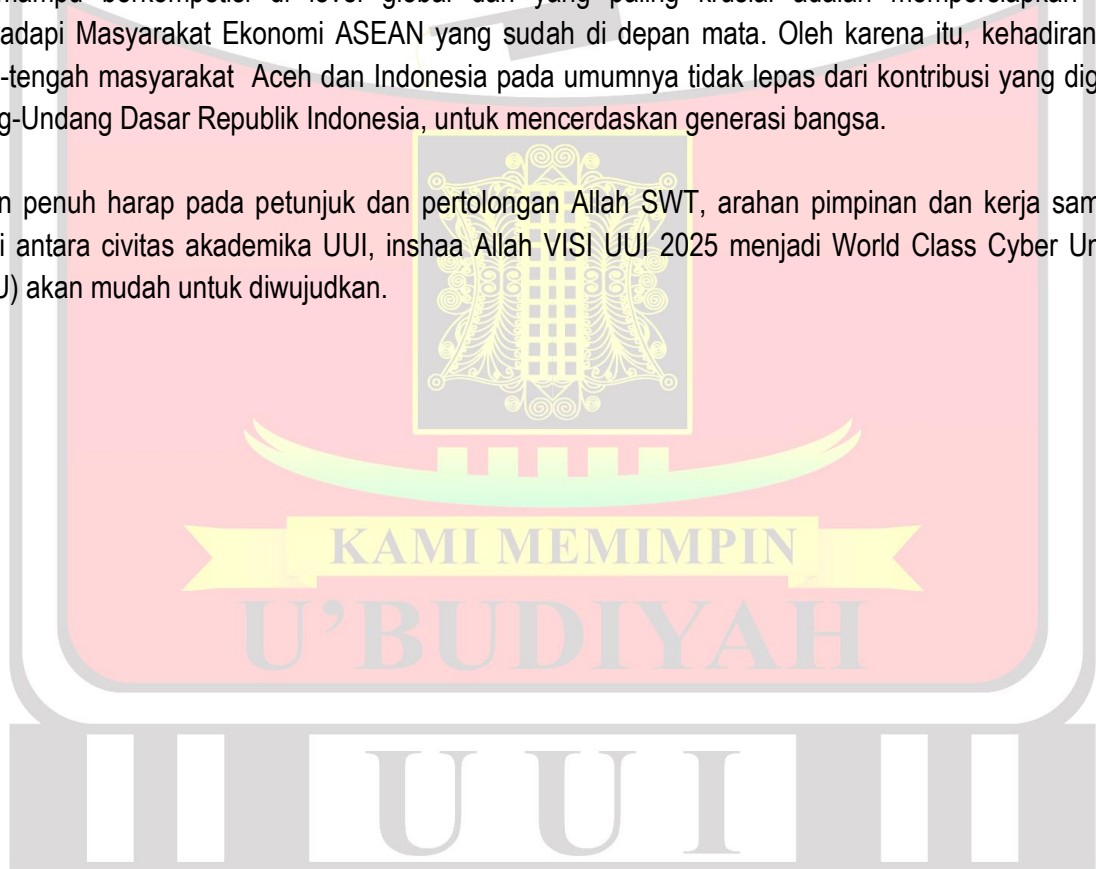 mampu berkompetisi di level global dan yang paling krusial adalah mempersiapkan
adapi Masyarakat Ekonomi ASEAN yang sudah di depan mata. Oleh karena itu, kehadiran
-tengah masyarakat Aceh dan Indonesia pada umumnya tidak lepas dari kontribusi yang dig
g-Undang Dasar Republik Indonesia, untuk mencerdaskan generasi bangsa.
n penuh harap pada petunjuk dan pertolongan Allah SWT, arahan pimpinan dan kerja sam
i antara civitas akademika UUI, inshaa Allah VISI UUI 2025 menjadi World Class Cyber Un
U) akan mudah untuk diwujudkan.
KAMI MEMIMPIN
U'BUDIYAH
UUI